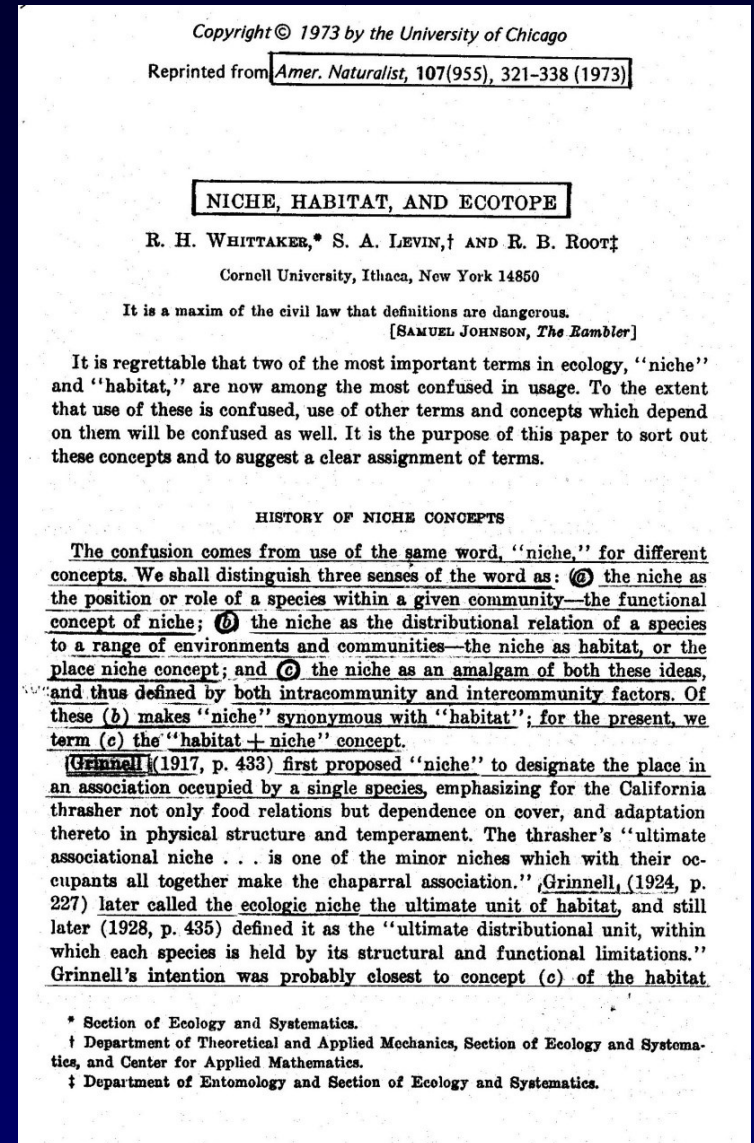 Copyright © 1973 by the University of Chicago
Reprinted from Amer. Naturalist, 107(955), 321–338 (1973)
NICHE, HABITAT, AND ECOTOPE
R. H. WHITTAKER,* S. A. LEVIN,† AND R. B. ROOT‡
Cornell University, Ithaca, New York 14850
It is a maxim of the civil law that definitions are dangerous.
[SAMUEL JOHNSON, The Rambler]
It is regrettable that two of the most important terms in ecology, ‘‘niche’’
and ‘‘habitat,’’ are now among the most confused in usage. To the extent
that use of these is confused, use of other terms and concepts which depend
on them will be confused as well. It is the purpose of this paper to sort out
these concepts and to suggest a clear assignment of terms.
HISTORY OF NICHE CONCEPTS
The confusion comes from use of the same word, ‘‘niche,’’ for different
concepts. We shall distinguish three senses of the word as: (a) the niche as
the position or role of a species within a given community—the functional
concept of niche; (b) the niche as the distributional relation of a species
to a range of environments and communities—the niche as habitat, or the
place niche concept; and (c) the niche as an amalgam of both these ideas,
and thus defined by both intracommunity and intercommunity factors. Of
these (b) makes ‘‘niche’’ synonymous with ‘‘habitat’’; for the present, we
term (c) the ‘‘habitat + niche’’ concept.
Grinnell (1917, p. 433) first proposed ‘‘niche’’ to designate the place in
an association occupied by a single species, emphasizing for the California
thrasher not only food relations but dependence on cover, and adaptation
thereto in physical structure and temperament. The thrasher’s ‘‘ultimate
associational niche . . . is one of the minor niches which with their oc-
cupants all together make the chaparral association.’’ Grinnell (1924, p.
227) later called the ecologic niche the ultimate unit of habitat, and still
later (1928, p. 435) defined it as the ‘‘ultimate distributional unit, within
which each species is held by its structural and functional limitations.’’
Grinnell’s intention was probably closest to concept (c) of the habitat
* Section of Ecology and Systematics.
† Department of Theoretical and Applied Mechanics, Section of Ecology and Systema-
tics, and Center for Applied Mathematics.
‡ Department of Entomology and Section of Ecology and Systematics.